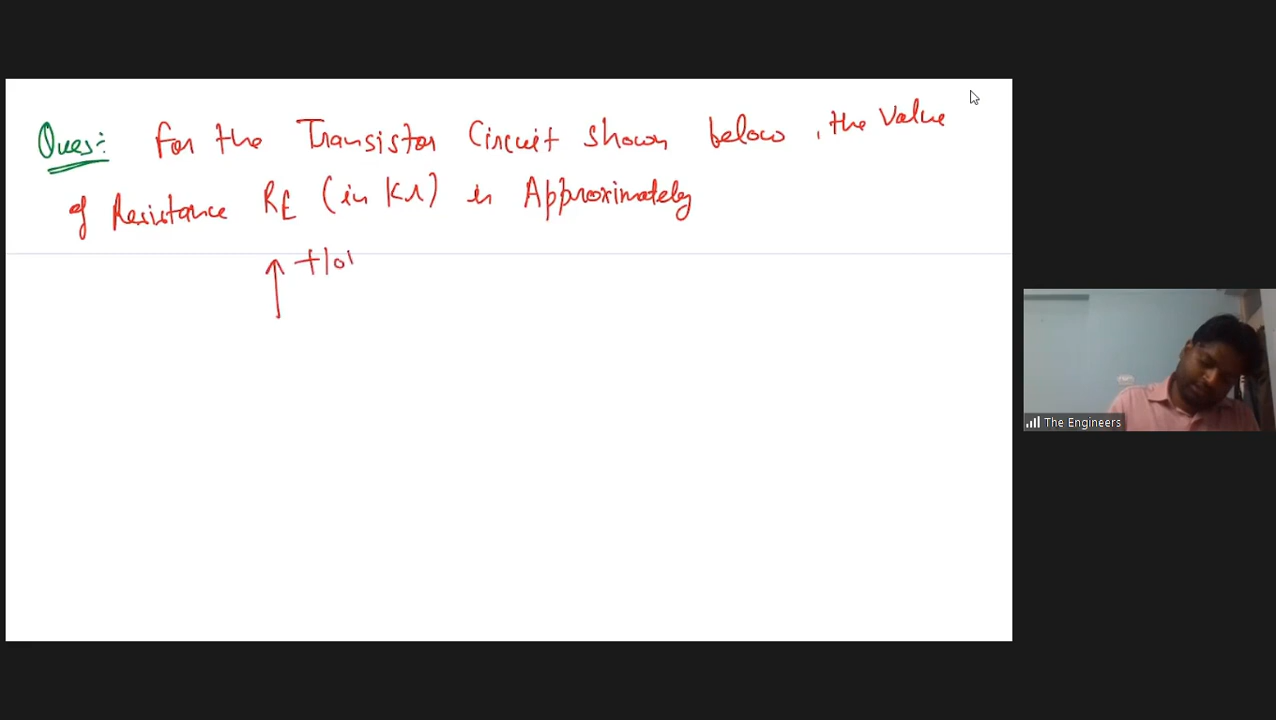 Ques:- For the Transistor Circuit shown below, the Value
of Resistance RE (in KΩ) is Approximately
+10V
The Engineers